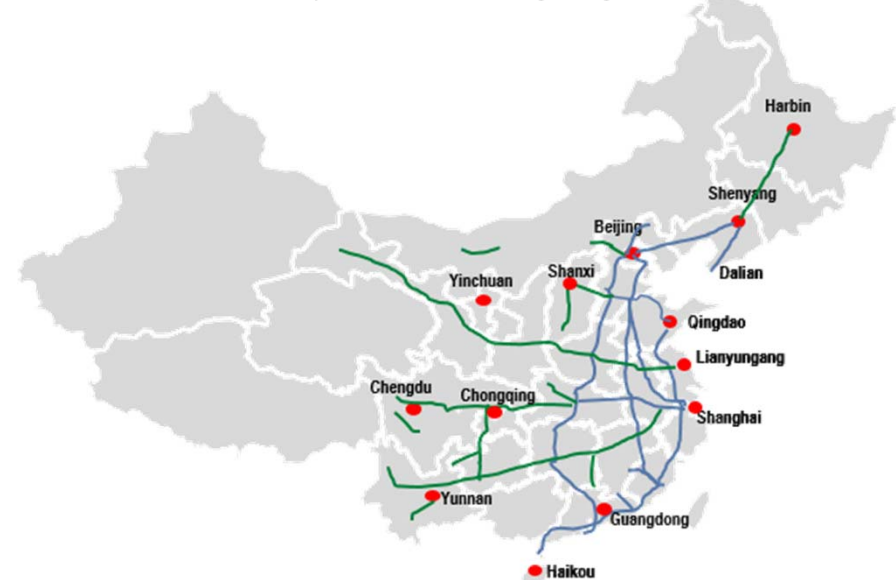 Harbin
Shenyang
Beijing
Dalian
Shanxi
Yinchuan
Qingdao
Lianyungang
Chengdu
Chongqing
Shanghai
Yunnan
Guangdong
Haikou